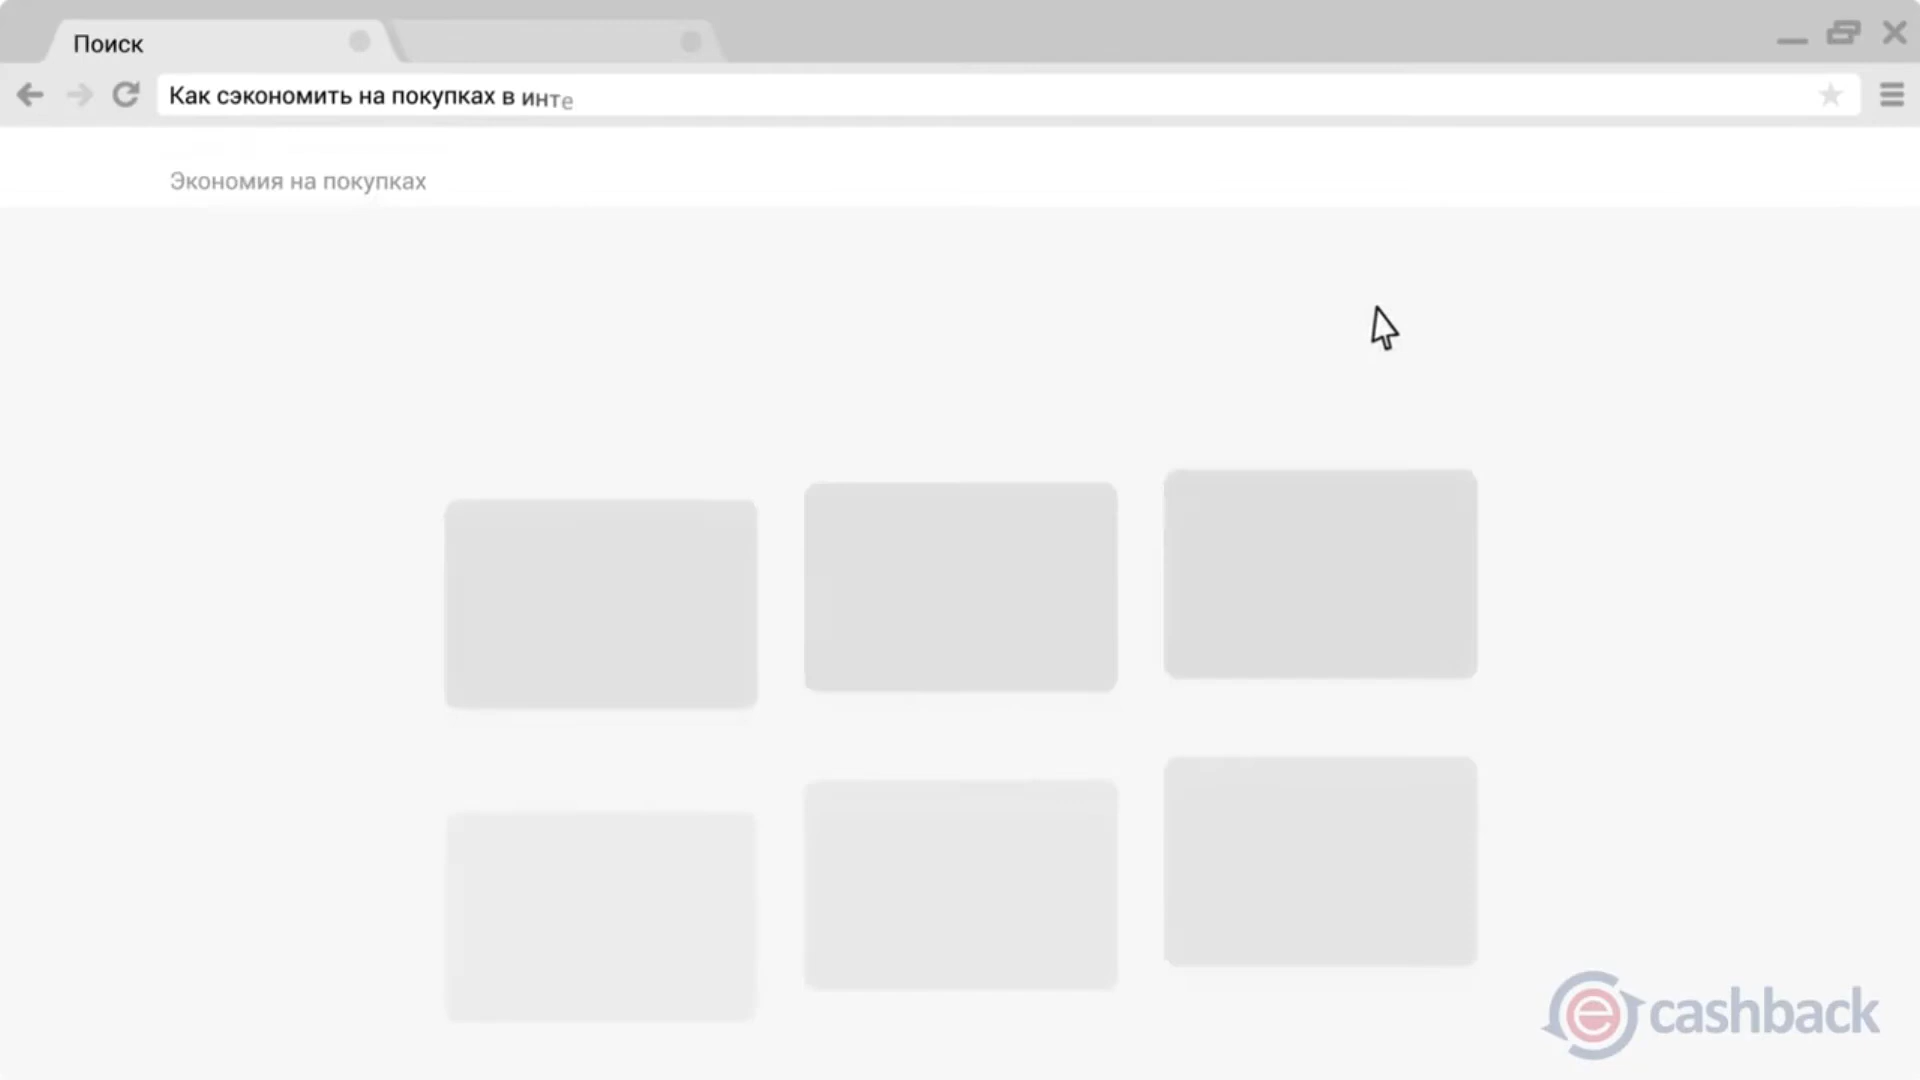 Поиск
Как сэкономить на покупках в инте
Экономия на покупках
e cashback